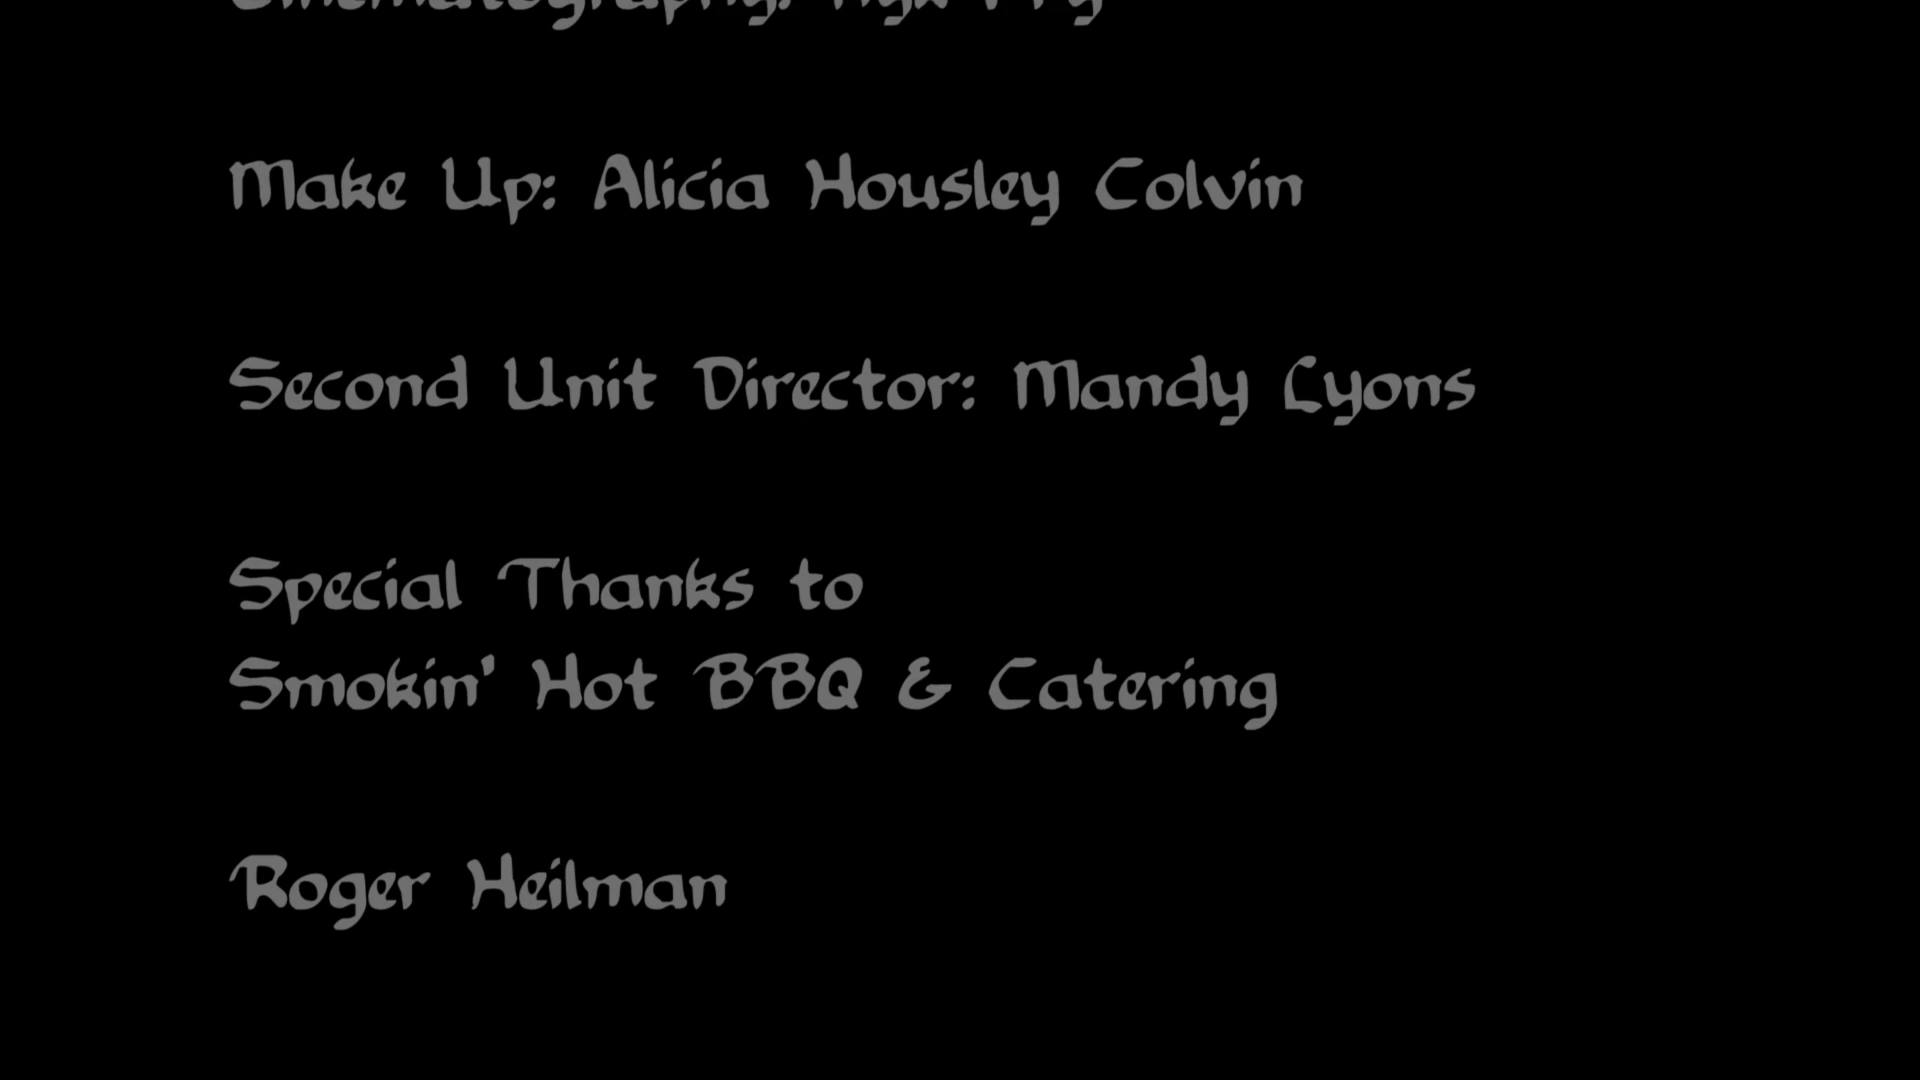 Cinematography:
Make Up: Alicia Housley Colvin
Second Unit Director: Mandy Lyons
Special Thanks to
Smokin' Hot BBQ & Catering
Roger Heilman